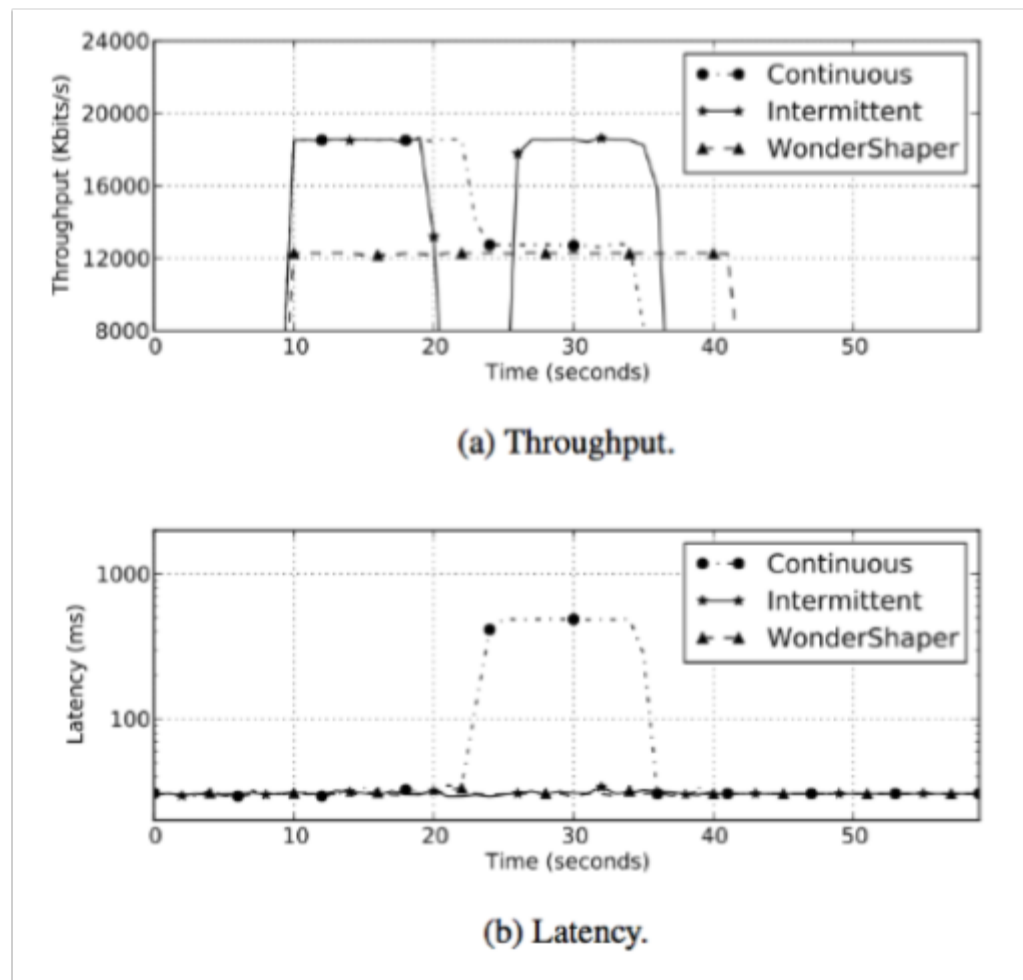 24000
20000
16000
12000
8000
Throughput (Kbits/s)
Continuous
Intermittent
WonderShaper
0 10 20 30 40 50
Time (seconds)
(a) Throughput.
1000
100
Latency (ms)
Continuous
Intermittent
WonderShaper
0 10 20 30 40 50
Time (seconds)
(b) Latency.